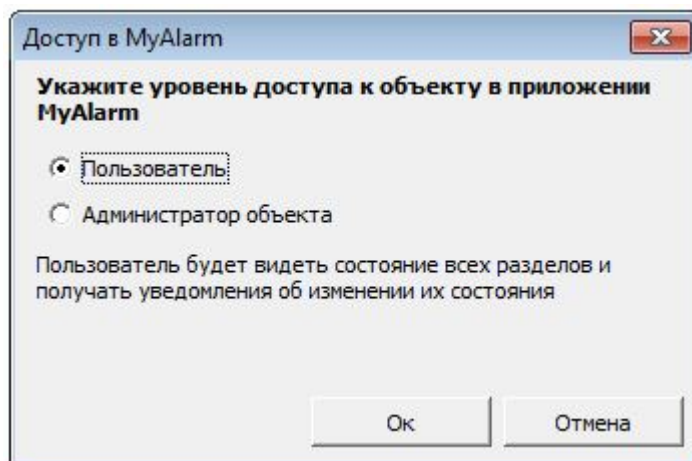 Доступ в MyAlarm
Укажите уровень доступа к объекту в приложении
MyAlarm
Пользователь
Администратор объекта
Пользователь будет видеть состояние всех разделов и
получать уведомления об изменении их состояния
Ок
Отмена